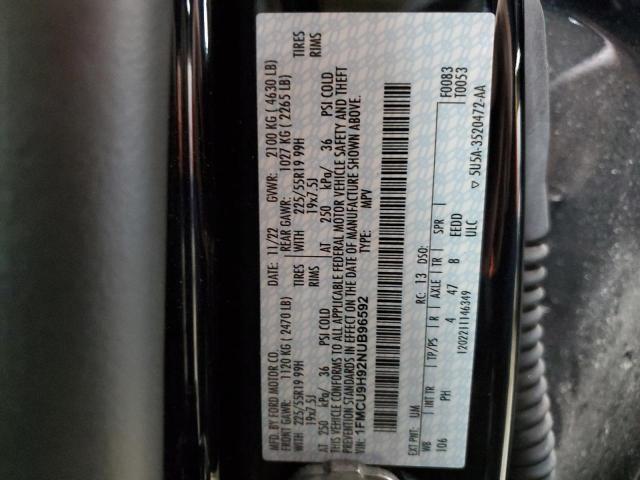 MFD. BY FORD MOTOR CO.
DATE: 11/22 GVWR: 2100 KG ( 4630 LB)
FRONT GAWR: 1120 KG ( 2470 LB) REAR GAWR: 1027 KG ( 2265 LB)
WITH 225/55R19 99H TIRES WITH 225/55R19 99H TIRES
19x7.5J RIMS 19x7.5J RIMS
AT 250 kPa/ 36 PSI COLD AT 250 kPa/ 36 PSI COLD
THIS VEHICLE CONFORMS TO ALL APPLICABLE FEDERAL MOTOR VEHICLE SAFETY AND THEFT
PREVENTION STANDARDS IN EFFECT ON THE DATE OF MANUFACTURE SHOWN ABOVE.
VIN: 1FMCU9H92NUB96592 TYPE: MPV
F0083
T0053
EXT PNT: UM RC: 13 DSO:
WB INT TR TP/PS R AXLE TR SPR
106 PH 4 47 8 EEDD
ULC
12022111146349
▽ 5U5A-3520472-AA